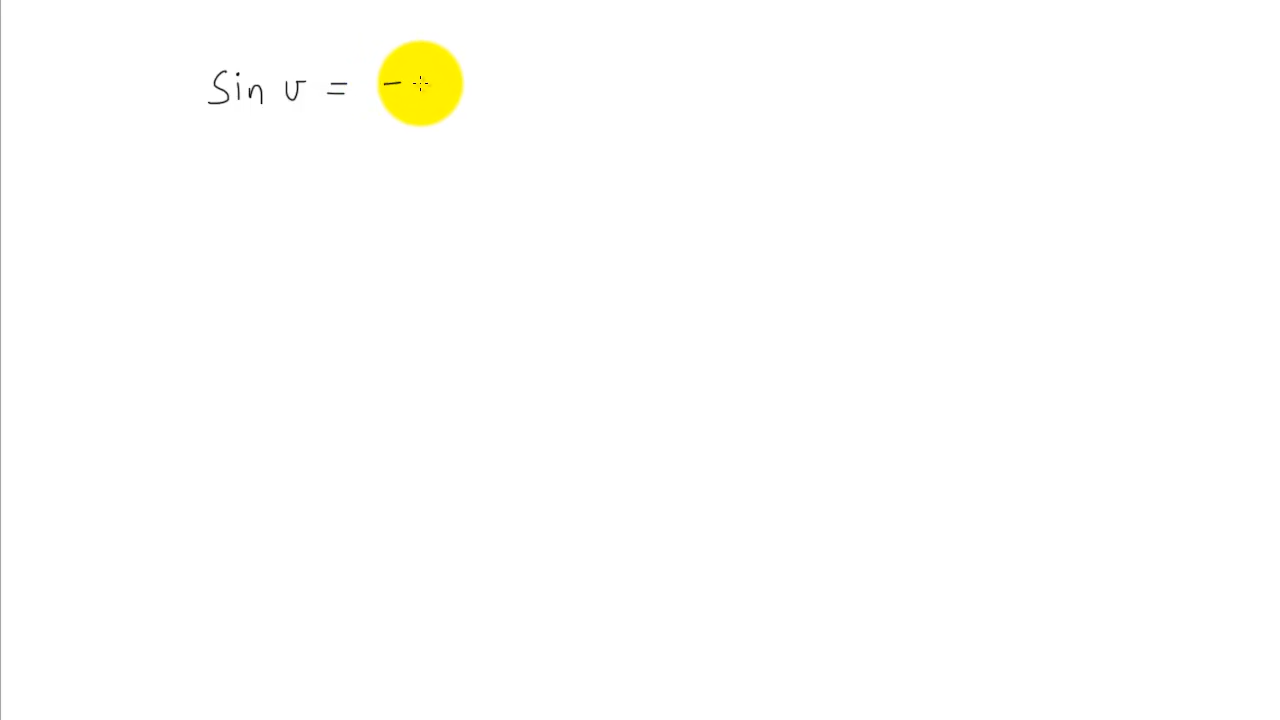 Sin v = -